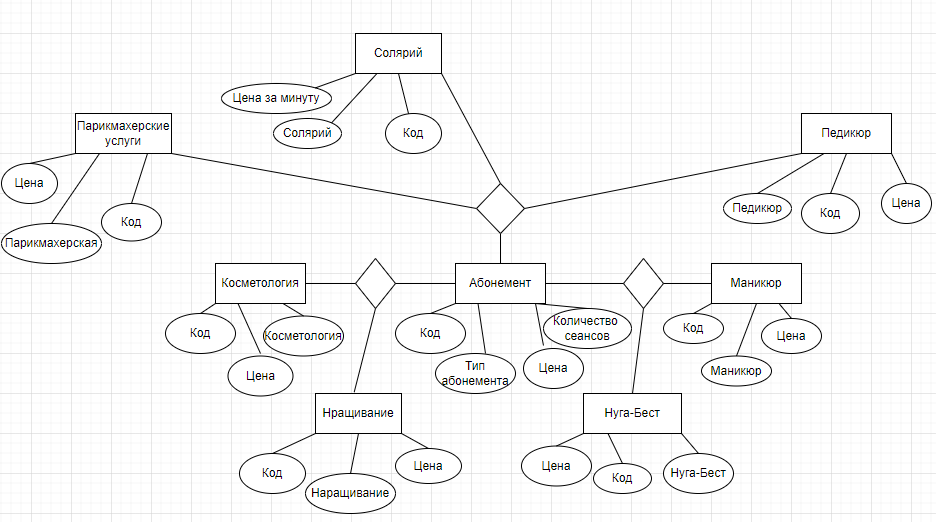 Солярий
Цена за минуту
Солярий
Код
Парикмахерские
услуги
Цена
Парикмахерская
Код
Педикюр
Педикюр
Код
Цена
Косметология
Код
Цена
Косметология
Абонемент
Код
Тип
абонемента
Цена
Количество
сеансов
Маникюр
Код
Маникюр
Цена
Нращивание
Код
Наращивание
Цена
Нуга-Бест
Цена
Код
Нуга-Бест